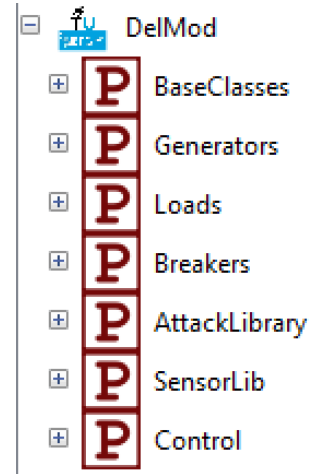 DelMod
P BaseClasses
P Generators
P Loads
P Breakers
P AttackLibrary
P SensorLib
P Control